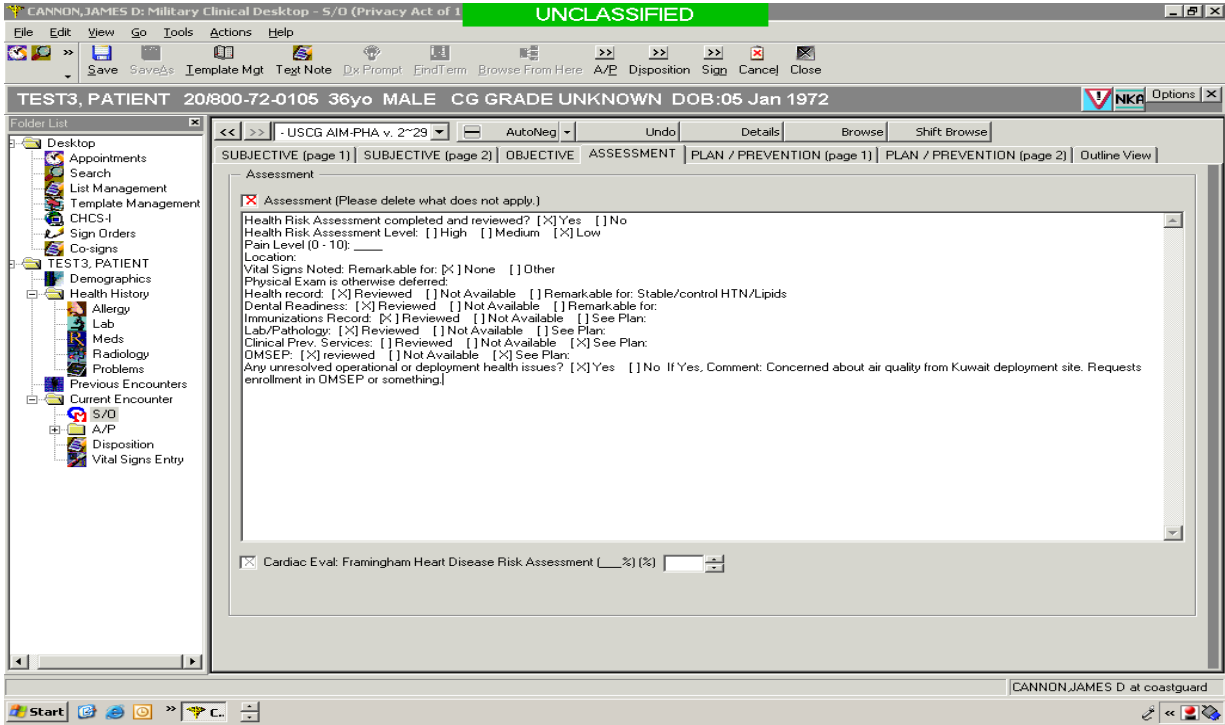 CANNON,JAMES D: Military Clinical Desktop - S/O (Privacy Act of 1
UNCLASSIFIED
File Edit View Go Tools Actions Help
» Save SaveAs Template Mgt Text Note Dx Prompt FindTerm Browse From Here A/P Disposition Sign Cancel Close
TEST3, PATIENT 20/800-72-0105 36yo MALE CG GRADE UNKNOWN DOB:05 Jan 1972
NKA Options
Folder List
Desktop
Appointments
Search
List Management
Template Management
CHCS-I
Sign Orders
Co-signs
TEST3, PATIENT
Demographics
Health History
Allergy
Lab
Meds
Radiology
Problems
Previous Encounters
Current Encounter
S/O
A/P
Disposition
Vital Signs Entry
<< >> - USCG AIM-PHA v. 2~29 AutoNeg Undo Details Browse Shift Browse
SUBJECTIVE (page 1) SUBJECTIVE (page 2) OBJECTIVE ASSESSMENT PLAN / PREVENTION (page 1) PLAN / PREVENTION (page 2) Outline View
Assessment
Assessment (Please delete what does not apply.)
Health Risk Assessment completed and reviewed? [X] Yes [ ] No
Health Risk Assessment Level: [ ] High [ ] Medium [X] Low
Pain Level (0 - 10): ____
Location:
Vital Signs Noted: Remarkable for: [X ] None [ ] Other
Physical Exam is otherwise deferred:
Health record: [X] Reviewed [ ] Not Available [ ] Remarkable for: Stable/control HTN/Lipids
Dental Readiness: [X] Reviewed [ ] Not Available [ ] Remarkable for:
Immunizations Record: [X ] Reviewed [ ] Not Available [ ] See Plan:
Lab/Pathology: [X] Reviewed [ ] Not Available [ ] See Plan:
Clinical Prev. Services: [ ] Reviewed [ ] Not Available [X] See Plan:
OMSEP: [X] reviewed [ ] Not Available [X] See Plan:
Any unresolved operational or deployment health issues? [X] Yes [ ] No If Yes, Comment: Concerned about air quality from Kuwait deployment site. Requests
enrollment in OMSEP or something.
Cardiac Eval: Framingham Heart Disease Risk Assessment (___%) (%)
CANNON,JAMES D at coastguard
Start » C.. «